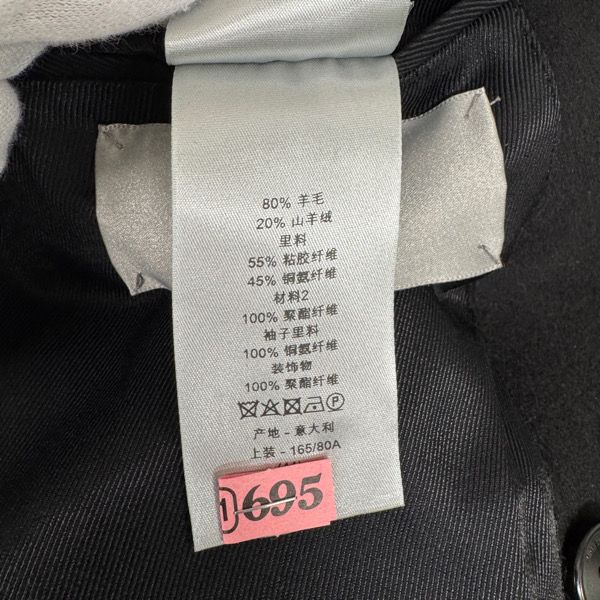 80% 羊毛
20% 山羊绒
里料
55% 粘胶纤维
45% 铜氨纤维
材料2
100% 聚酯纤维
袖子里料
100% 铜氨纤维
装饰物
100% 聚酯纤维
P
产地 - 意大利
上装 - 165/80A
1 695